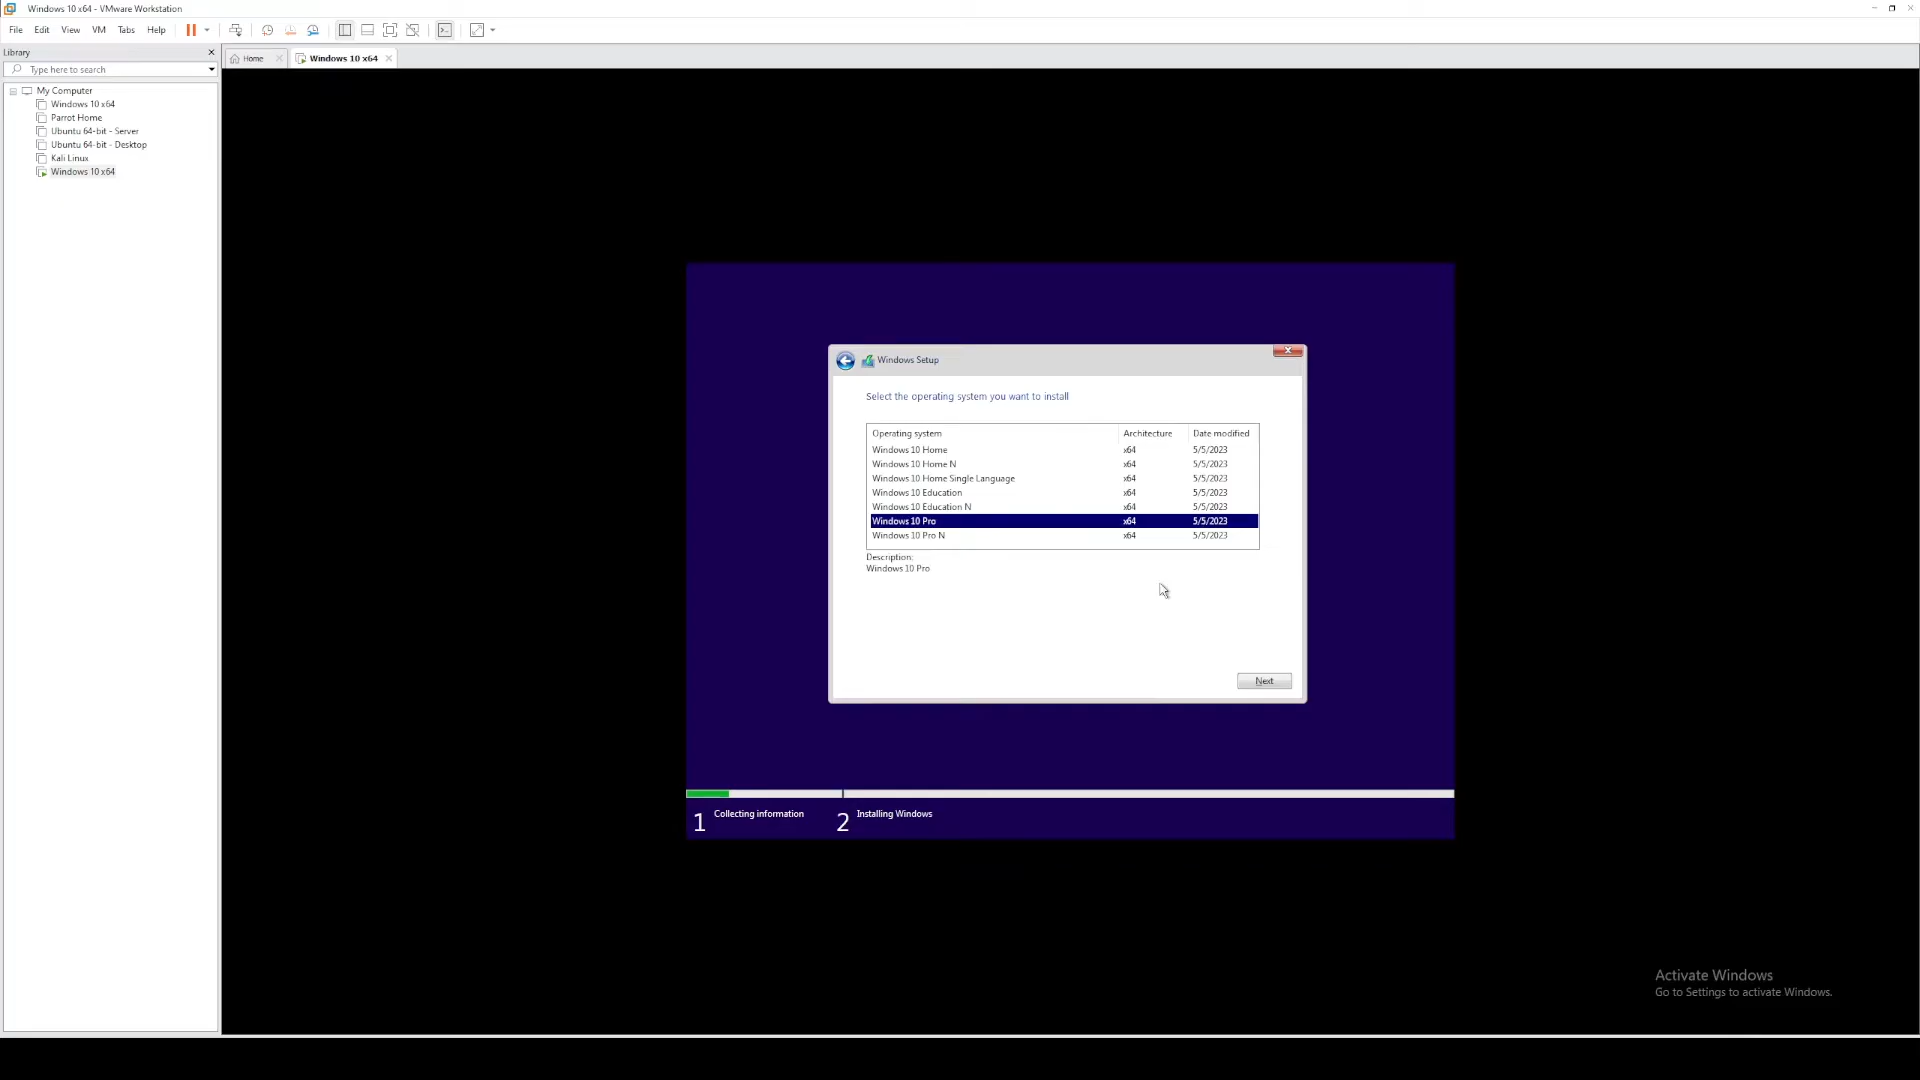 Windows 10 x64 - VMware Workstation
File Edit View VM Tabs Help
Library
Type here to search
Home
Windows 10 x64
My Computer
Windows 10 x64
Parrot Home
Ubuntu 64-bit - Server
Ubuntu 64-bit - Desktop
Kali Linux
Windows 10 x64
Windows Setup
Select the operating system you want to install
Operating system Architecture Date modified
Windows 10 Home x64 5/5/2023
Windows 10 Home N x64 5/5/2023
Windows 10 Home Single Language x64 5/5/2023
Windows 10 Education x64 5/5/2023
Windows 10 Education N x64 5/5/2023
Windows 10 Pro x64 5/5/2023
Windows 10 Pro N x64 5/5/2023
Description:
Windows 10 Pro
Next
1 Collecting information 2 Installing Windows
Activate Windows
Go to Settings to activate Windows.